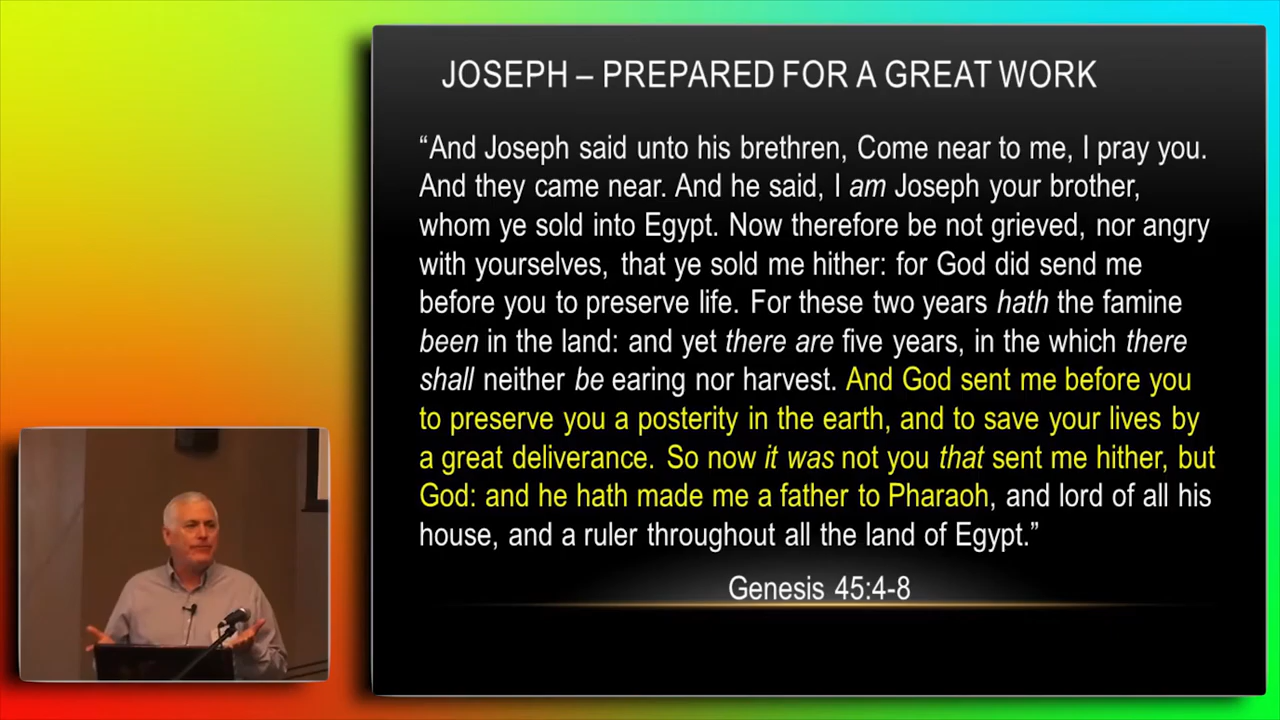 JOSEPH – PREPARED FOR A GREAT WORK
“And Joseph said unto his brethren, Come near to me, I pray you.
And they came near. And he said, I am Joseph your brother,
whom ye sold into Egypt. Now therefore be not grieved, nor angry
with yourselves, that ye sold me hither: for God did send me
before you to preserve life. For these two years hath the famine
been in the land: and yet there are five years, in the which there
shall neither be earing nor harvest. And God sent me before you
to preserve you a posterity in the earth, and to save your lives by
a great deliverance. So now it was not you that sent me hither, but
God: and he hath made me a father to Pharaoh, and lord of all his
house, and a ruler throughout all the land of Egypt.”
Genesis 45:4-8